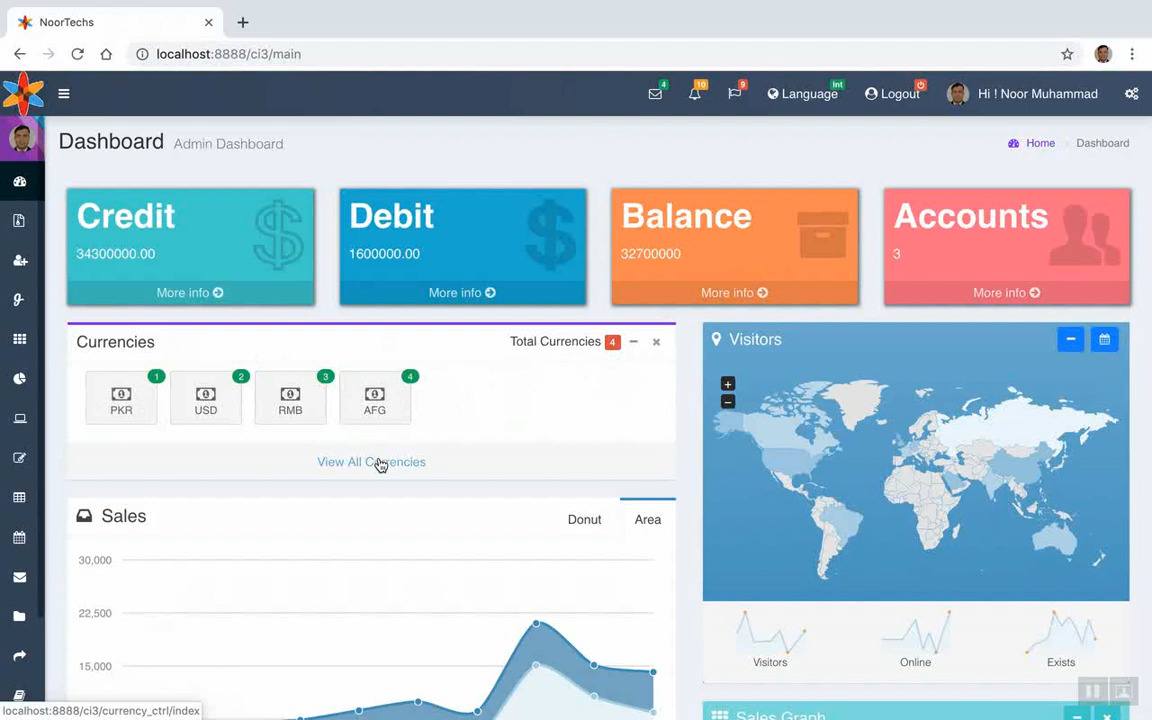 NoorTechs
localhost:8888/ci3/main
4
10
9
Language
Int
Logout
Hi ! Noor Muhammad
Dashboard Admin Dashboard
Home
Dashboard
Credit
34300000.00
More info
Debit
1600000.00
More info
Balance
32700000
More info
Accounts
3
More info
Currencies
Total Currencies 4
1
PKR
2
USD
3
RMB
4
AFG
View All Currencies
Visitors
+
−
Sales
Donut
Area
30,000
22,500
15,000
Visitors
Online
Exists
Sales Graph
localhost:8888/ci3/currency_ctrl/index